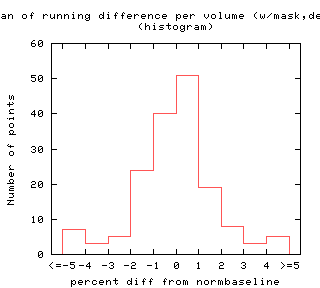 an of running difference per volume (w/mask,de
(histogram)
60
50
40
30
20
10
0
Number of points
<=-5 -4 -3 -2 -1 0 1 2 3 4 >=5
percent diff from normbaseline